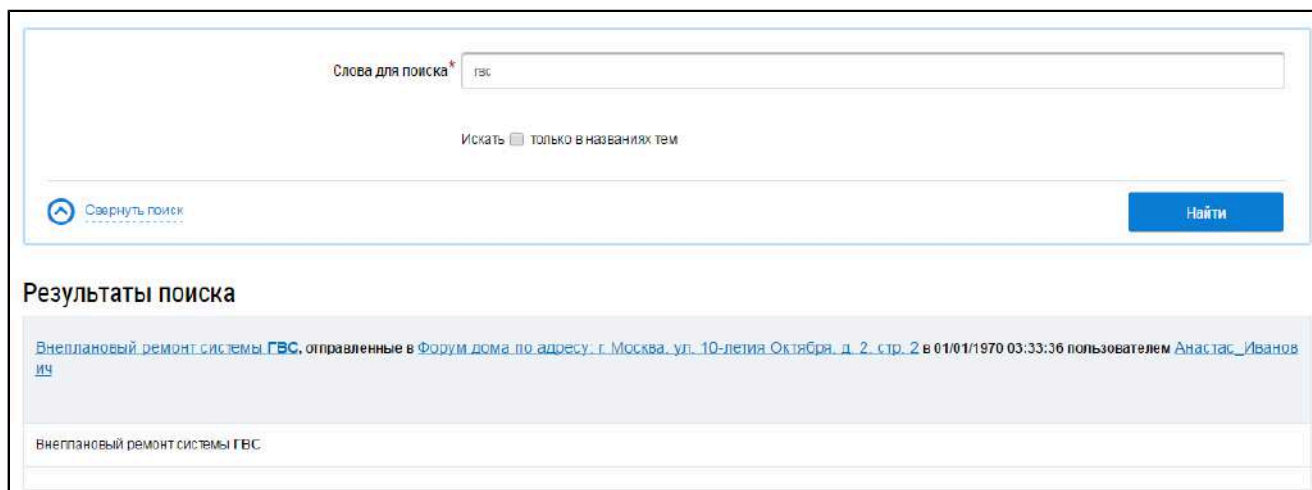 Слова для поиска*
гвс
Искать только в названиях тем
Свернуть поиск
Найти
Результаты поиска
Внеплановый ремонт системы ГВС, отправленные в Форум дома по адресу: г. Москва, ул. 10-летия Октября, д. 2, стр. 2 в 01/01/1970 03:33:36 пользователем Анастас_Иванов
ич
Внеплановый ремонт системы ГВС